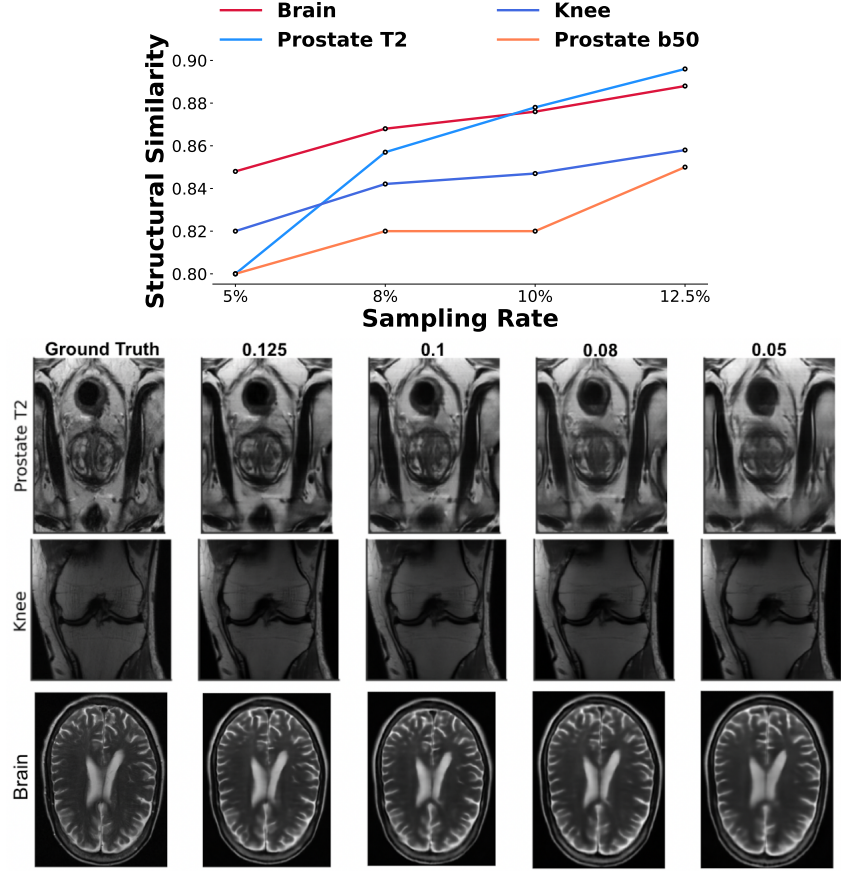 Brain Knee
Prostate T2 Prostate b50
Structural Similarity
0.90
0.88
0.86
0.84
0.82
0.80
5% 8% 10% 12.5%
Sampling Rate
Ground Truth 0.125 0.1 0.08 0.05
Prostate T2
Knee
Brain